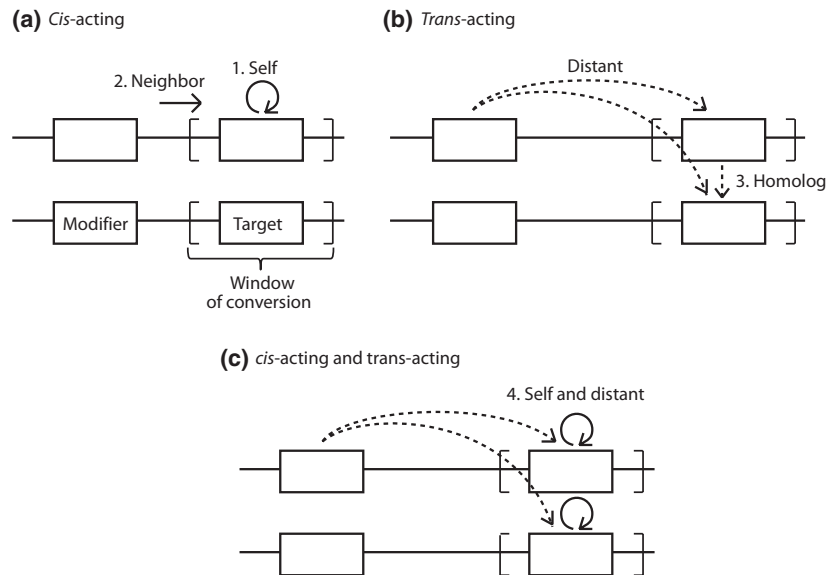 (a) Cis-acting
2. Neighbor
1. Self
Modifier
Target
Window
of conversion
(b) Trans-acting
Distant
3. Homolog
(c) cis-acting and trans-acting
4. Self and distant